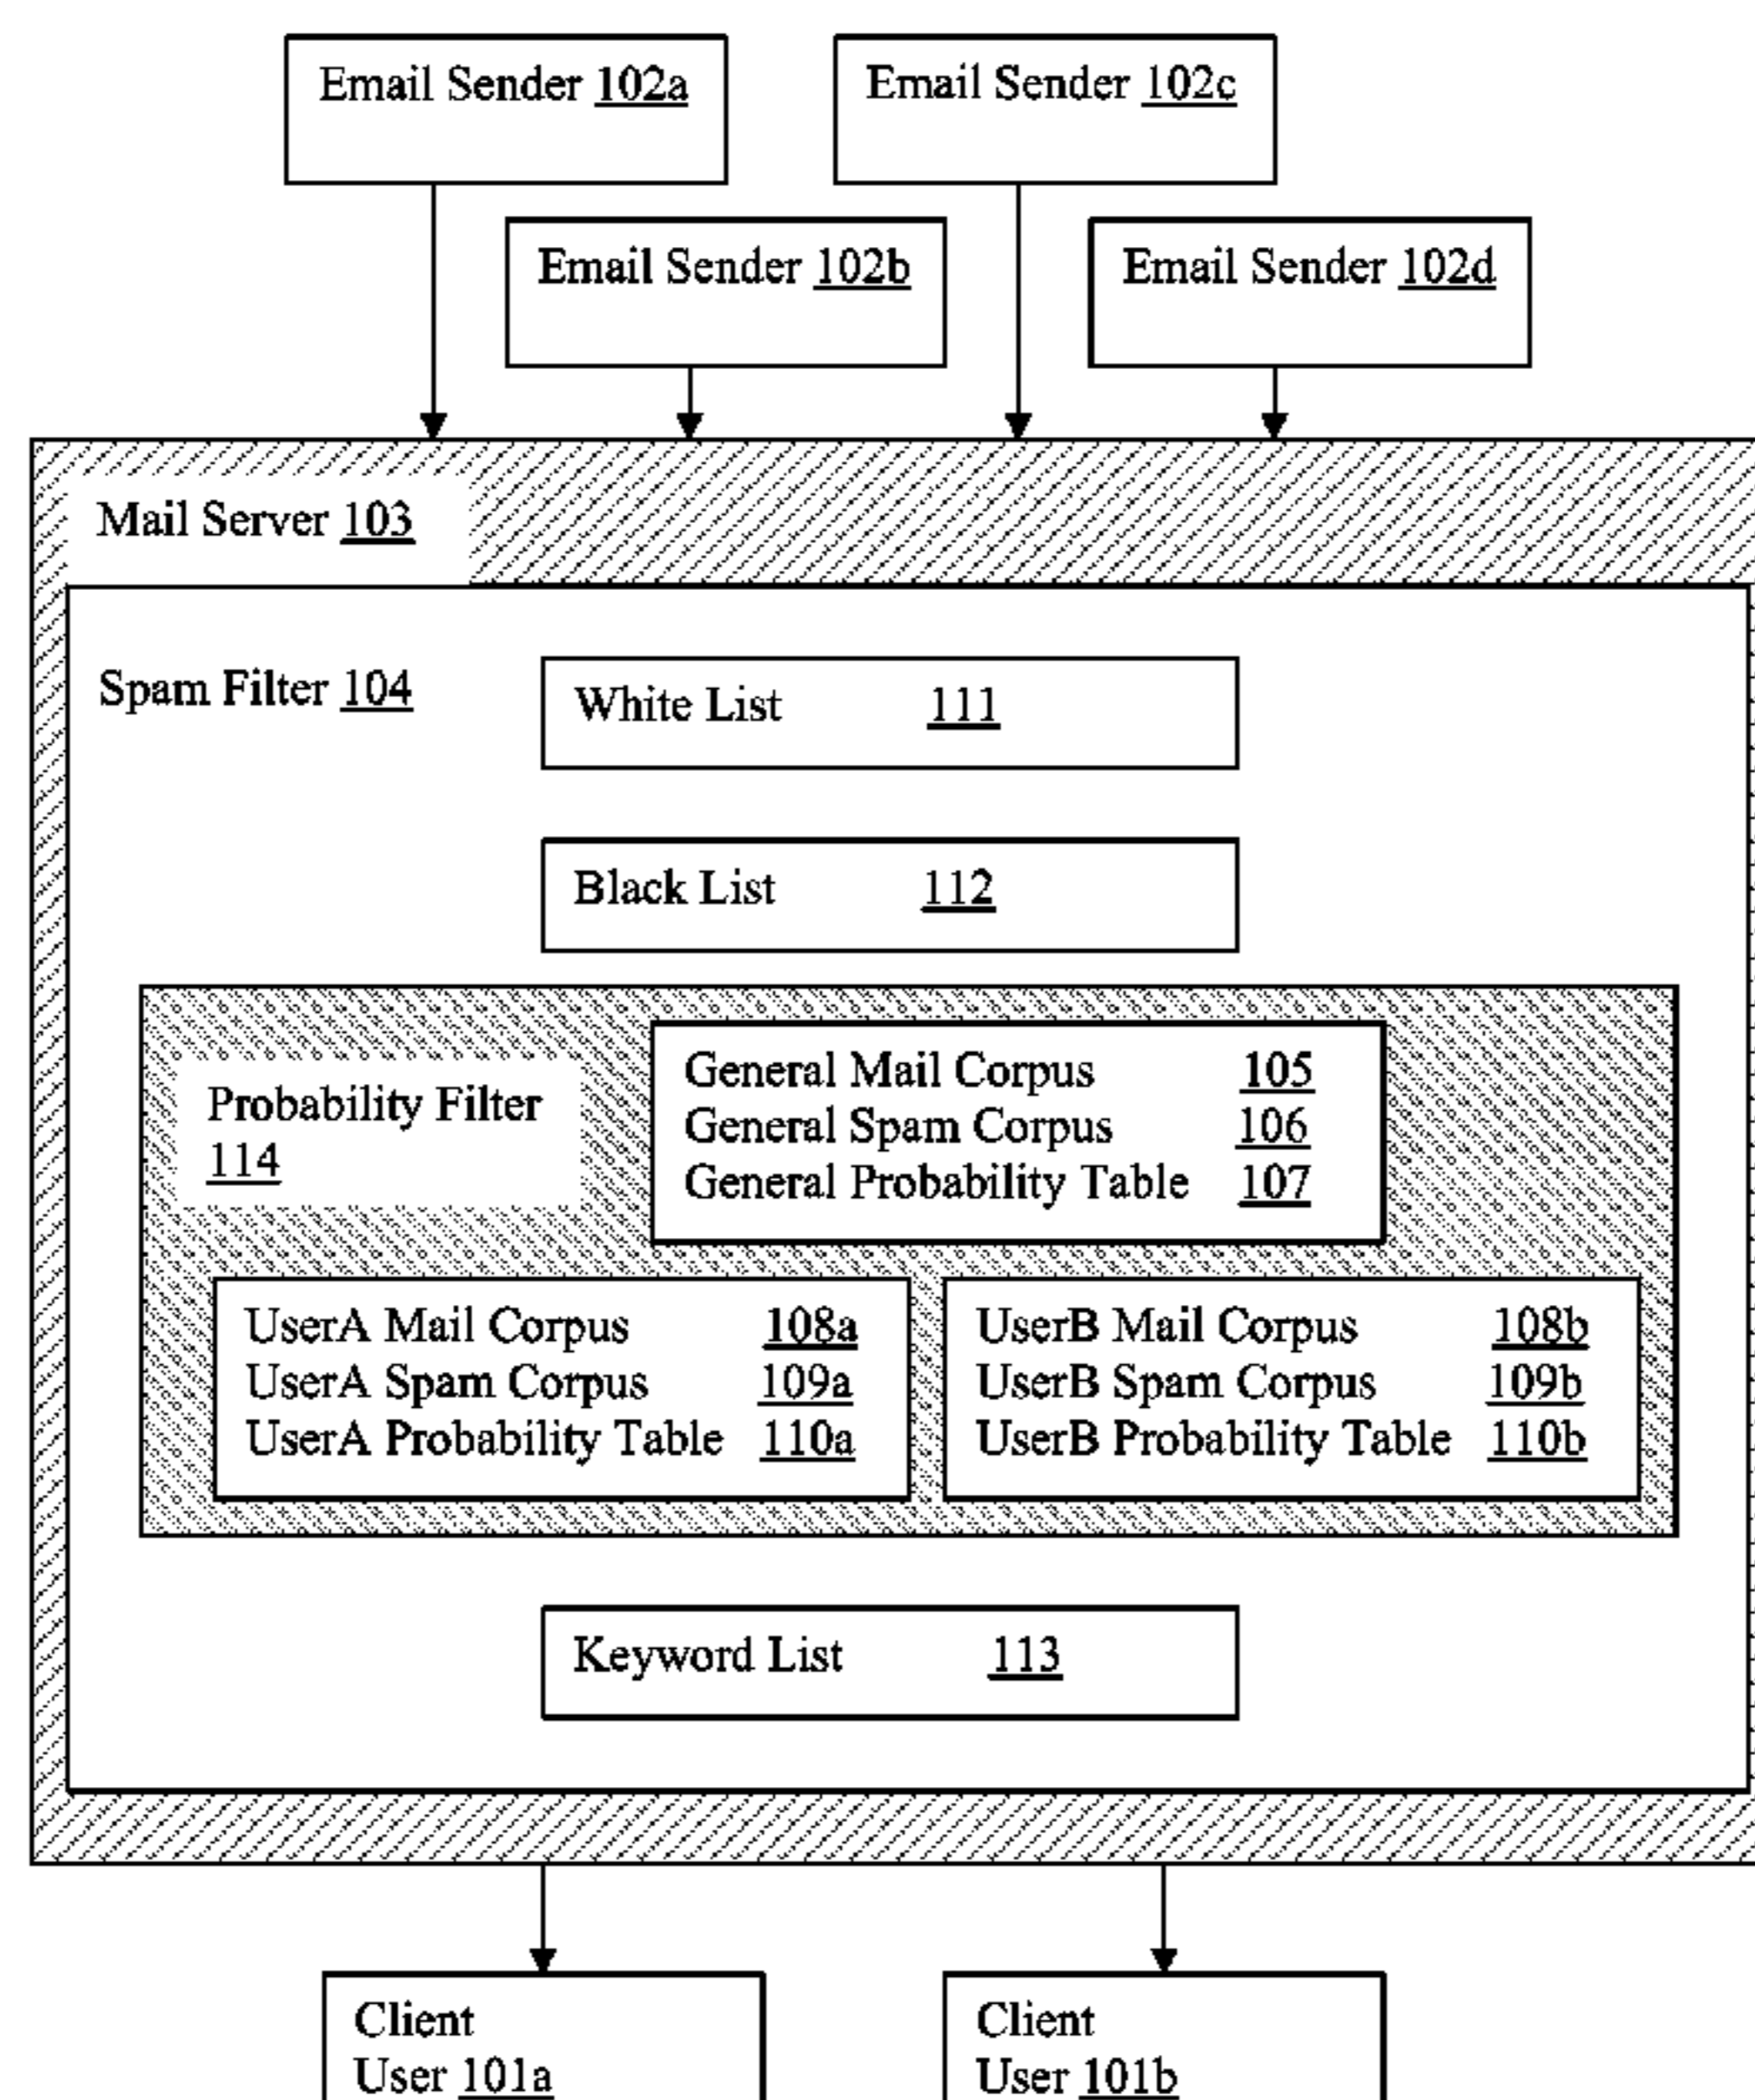 Email Sender 102a
Email Sender 102c
Email Sender 102b
Email Sender 102d
Mail Server 103
Spam Filter 104
White List 111
Black List 112
Probability Filter
114
General Mail Corpus 105
General Spam Corpus 106
General Probability Table 107
UserA Mail Corpus 108a
UserA Spam Corpus 109a
UserA Probability Table 110a
UserB Mail Corpus 108b
UserB Spam Corpus 109b
UserB Probability Table 110b
Keyword List 113
Client
User 101a
Client
User 101b